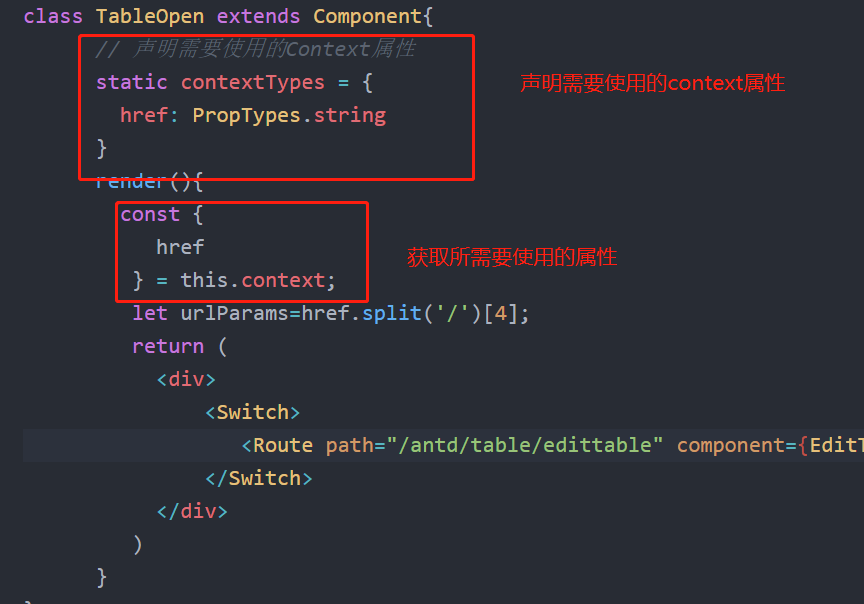 class TableOpen extends Component{
// 声明需要使用的Context属性
static contextTypes = {
声明需要使用的context属性
href: PropTypes.string
}
render(){
const {
href
获取所需要使用的属性
} = this.context;
let urlParams=href.split('/')[4];
return (
<div>
<Switch>
<Route path="/antd/table/edittable" component={EditT
</Switch>
</div>
)
}